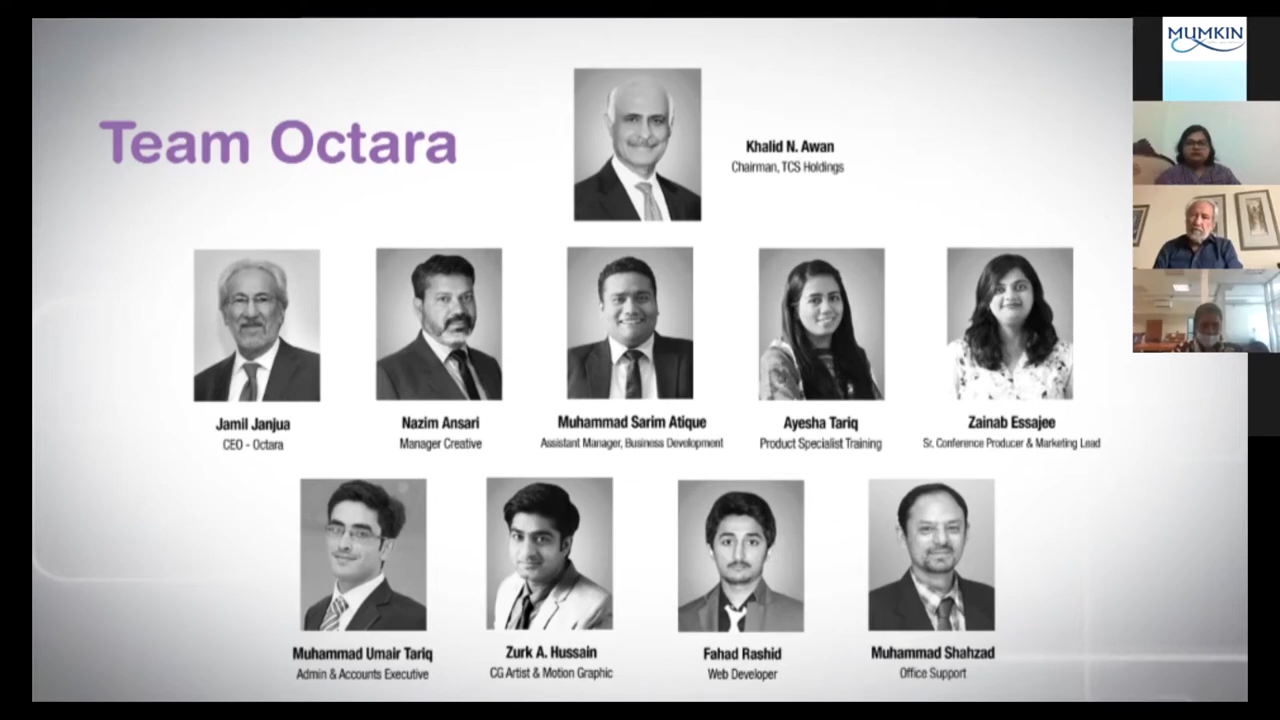 MUMKIN
Team Octara
Khalid N. Awan
Chairman, TCS Holdings
Jamil Janjua
CEO - Octara
Nazim Ansari
Manager Creative
Muhammad Sarim Atique
Assistant Manager, Business Development
Ayesha Tariq
Product Specialist Training
Zainab Essajee
Sr. Conference Producer & Marketing Lead
Muhammad Umair Tariq
Admin & Accounts Executive
Zurk A. Hussain
CG Artist & Motion Graphic
Fahad Rashid
Web Developer
Muhammad Shahzad
Office Support